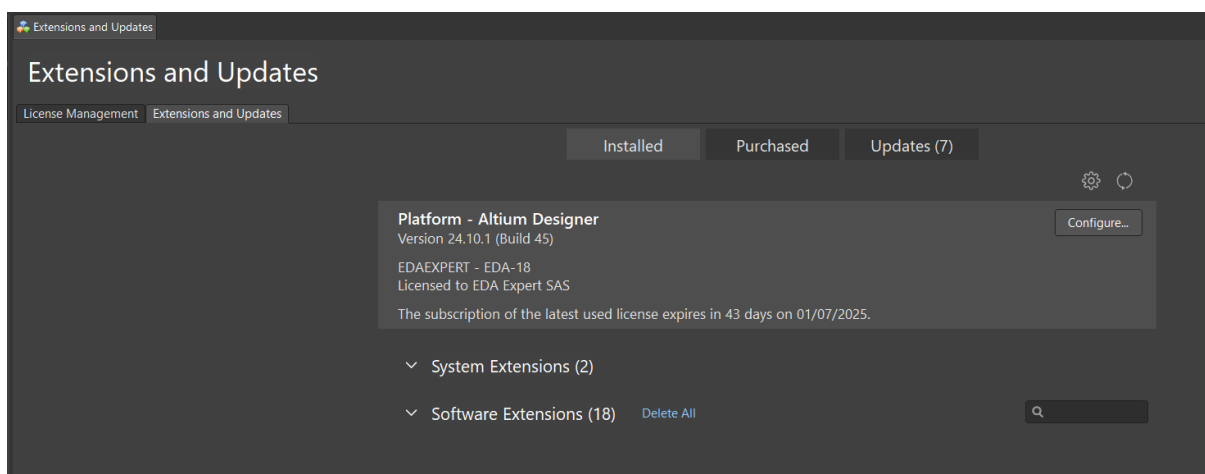 Extensions and Updates
Extensions and Updates
License Management Extensions and Updates
Installed Purchased Updates (7)
Platform - Altium Designer
Configure...
Version 24.10.1 (Build 45)
EDAEXPERT - EDA-18
Licensed to EDA Expert SAS
The subscription of the latest used license expires in 43 days on 01/07/2025.
System Extensions (2)
Software Extensions (18) Delete All